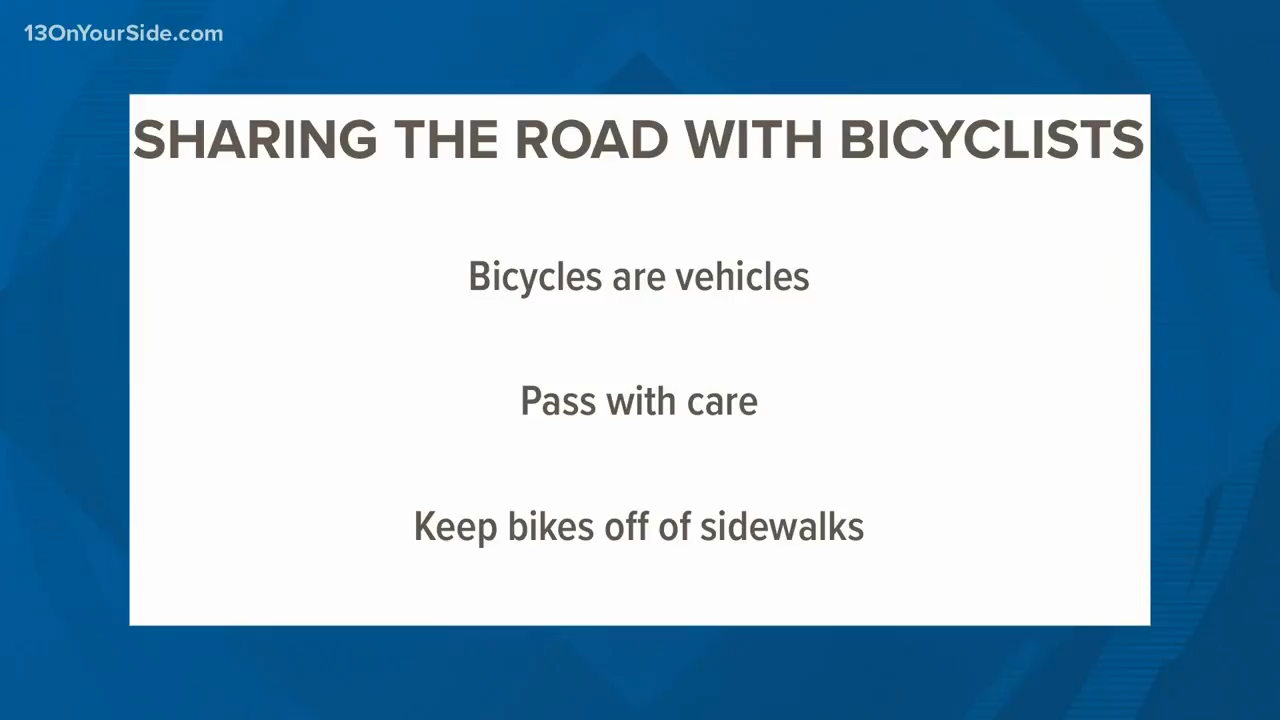 13OnYourSide.com
SHARING THE ROAD WITH BICYCLISTS
Bicycles are vehicles
Pass with care
Keep bikes off of sidewalks